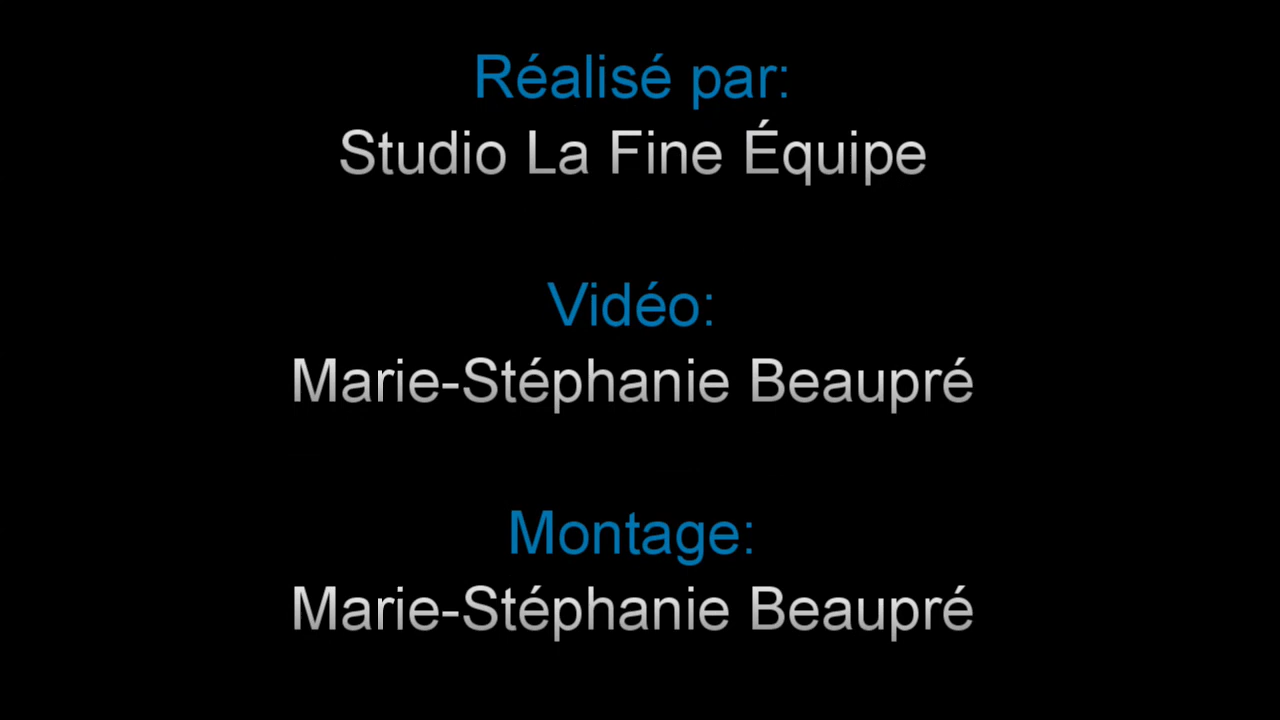 Réalisé par:
Studio La Fine Équipe
Vidéo:
Marie-Stéphanie Beaupré
Montage:
Marie-Stéphanie Beaupré